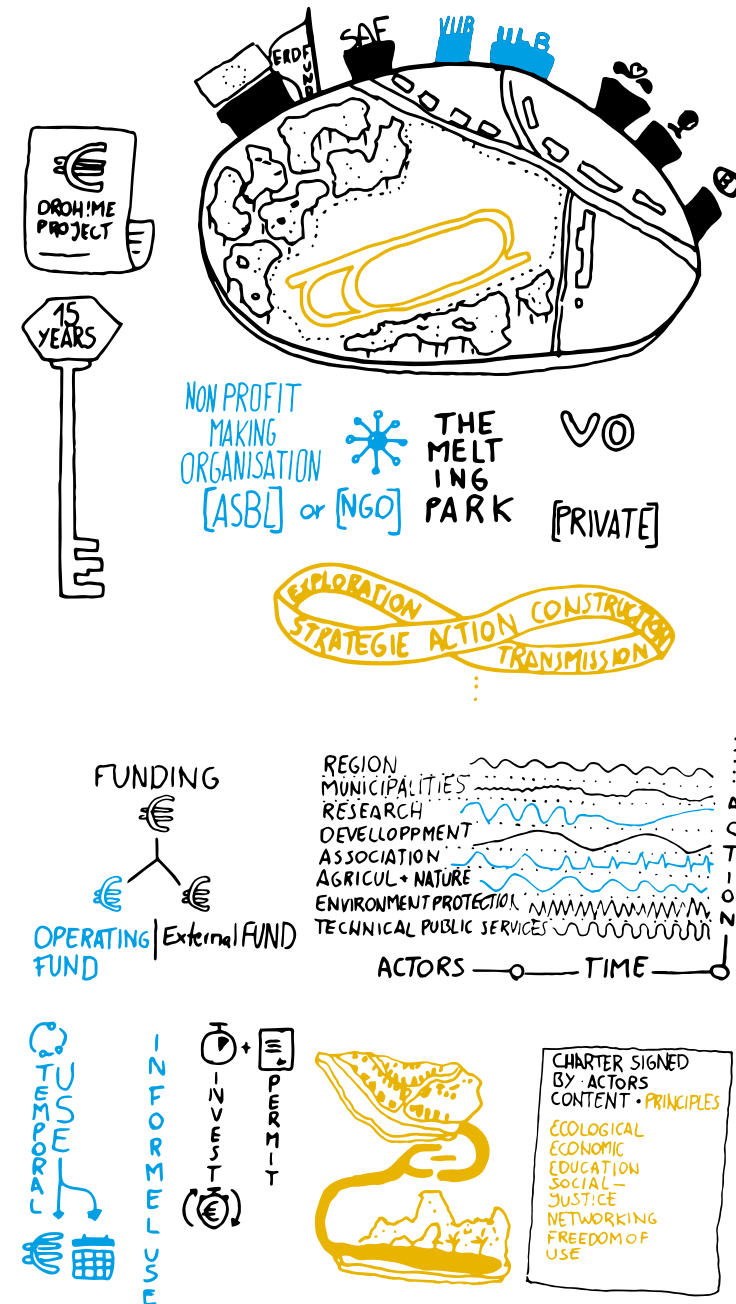 ERDF
FUND
SAF
VUB
ULB
DROH!ME
PROJECT
15
YEARS
NON PROFIT
MAKING
ORGANISATION
[ASBL] or [NGO]
THE
MELT
ING
PARK
VO
[PRIVATE]
EXPLORATION
STRATEGIE ACTION CONSTRUCTION
TRANSMISSION
FUNDING
€
€ €
OPERATING
FUND
External FUND
REGION
MUNICIPALITIES
RESEARCH
DEVELLOPPMENT
ASSOCIATION
AGRICUL + NATURE
ENVIRONMENT PROTECTION
TECHNICAL PUBLIC SERVICES
ACTORS TIME
ACTION
TEMPORAL
USE
INFORMEL USE
INVEST
+
PERMIT
€
CHARTER SIGNED
BY · ACTORS
CONTENT · PRINCIPLES
ECOLOGICAL
ECONOMIC
EDUCATION
SOCIAL-
JUSTICE
NETWORKING
FREEDOM OF
USE